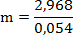 m = 2,968 / 0,054